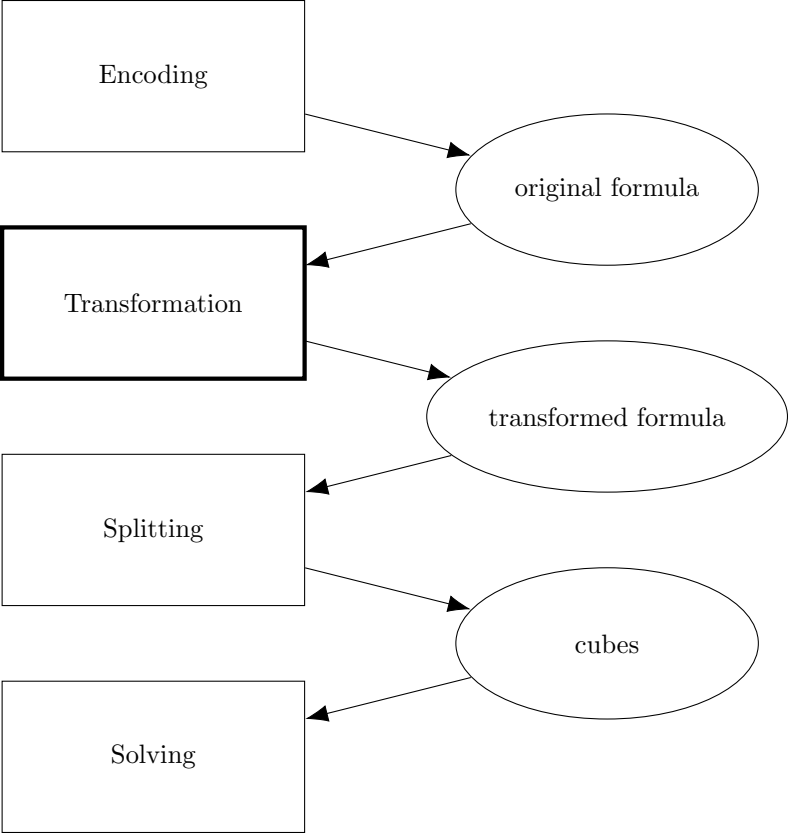 Encoding
original formula
Transformation
transformed formula
Splitting
cubes
Solving